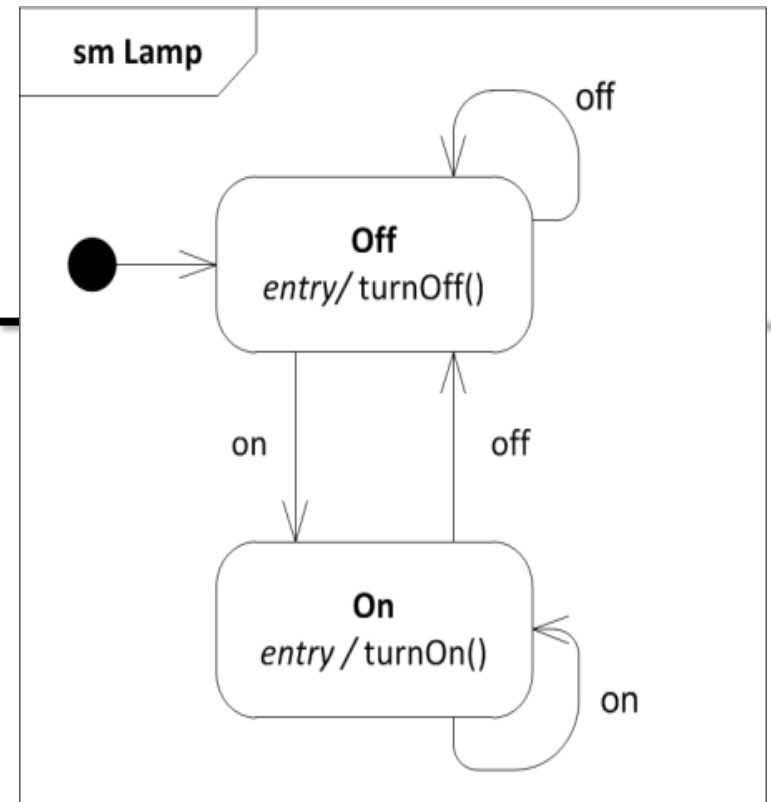 sm Lamp
off
Off
entry/ turnOff()
on
off
On
entry / turnOn()
on